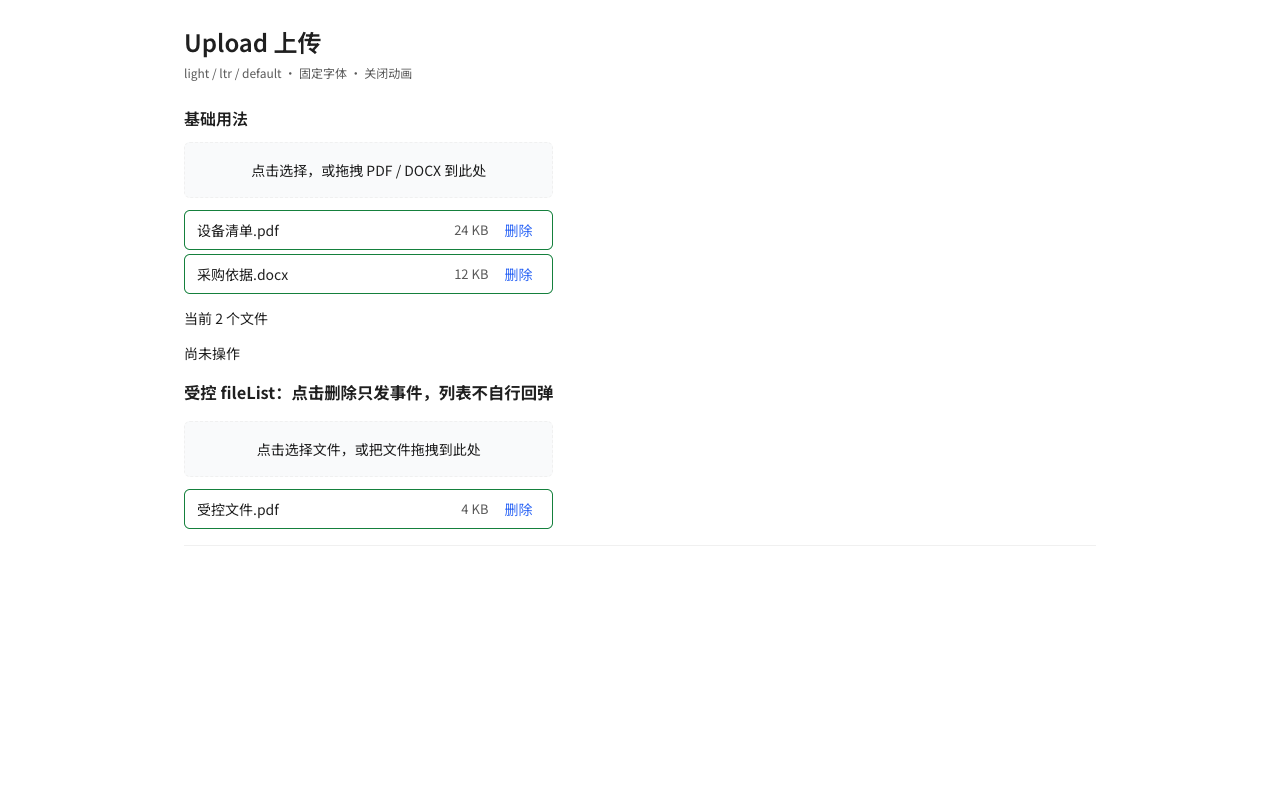 Upload 上传
light / ltr / default · 固定字体 · 关闭动画
基础用法
点击选择，或拖拽 PDF / DOCX 到此处
设备清单.pdf 24 KB 删除
采购依据.docx 12 KB 删除
当前 2 个文件
尚未操作
受控 fileList：点击删除只发事件，列表不自行回弹
点击选择文件，或把文件拖拽到此处
受控文件.pdf 4 KB 删除